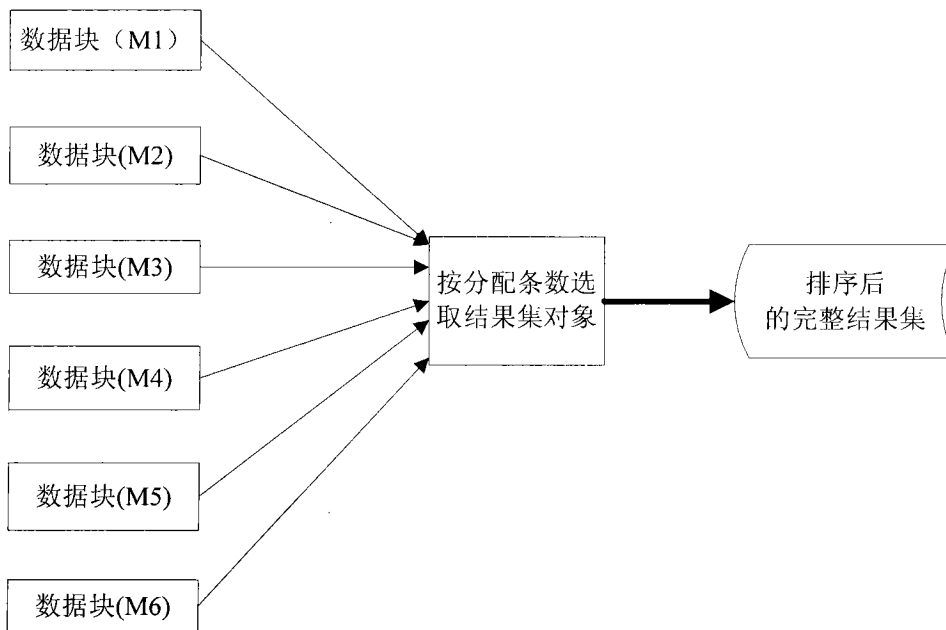 数据块（M1）
数据块(M2)
数据块(M3)
数据块(M4)
数据块(M5)
数据块(M6)
按分配条数选
取结果集对象
排序后
的完整结果集